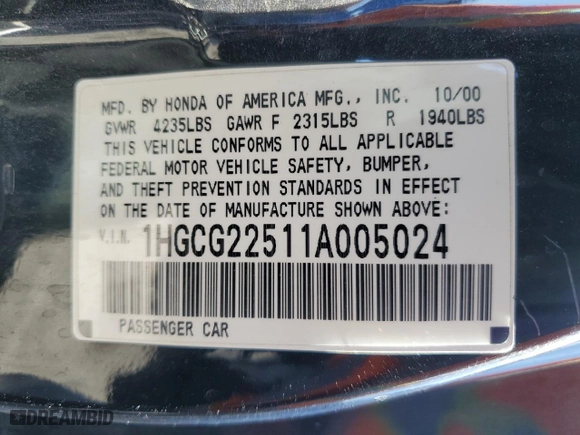 MFD. BY HONDA OF AMERICA MFG., INC. 10/00
GVWR 4235LBS GAWR F 2315LBS R 1940LBS
THIS VEHICLE CONFORMS TO ALL APPLICABLE
FEDERAL MOTOR VEHICLE SAFETY, BUMPER,
AND THEFT PREVENTION STANDARDS IN EFFECT
ON THE DATE OF MANUFACTURE SHOWN ABOVE:
V.I.N. 1HGCG22511A005024
PASSENGER CAR
DREAMBID